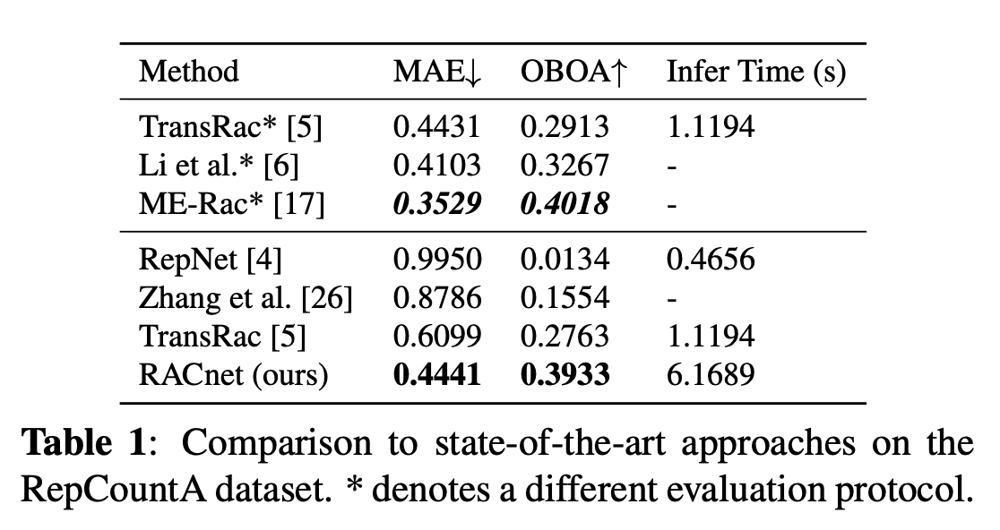 Method MAE↓ OBOA↑ Infer Time (s)
TransRac* [5] 0.4431 0.2913 1.1194
Li et al.* [6] 0.4103 0.3267 -
ME-Rac* [17] 0.3529 0.4018 -
RepNet [4] 0.9950 0.0134 0.4656
Zhang et al. [26] 0.8786 0.1554 -
TransRac [5] 0.6099 0.2763 1.1194
RACnet (ours) 0.4441 0.3933 6.1689
Table 1: Comparison to state-of-the-art approaches on the
RepCountA dataset. * denotes a different evaluation protocol.